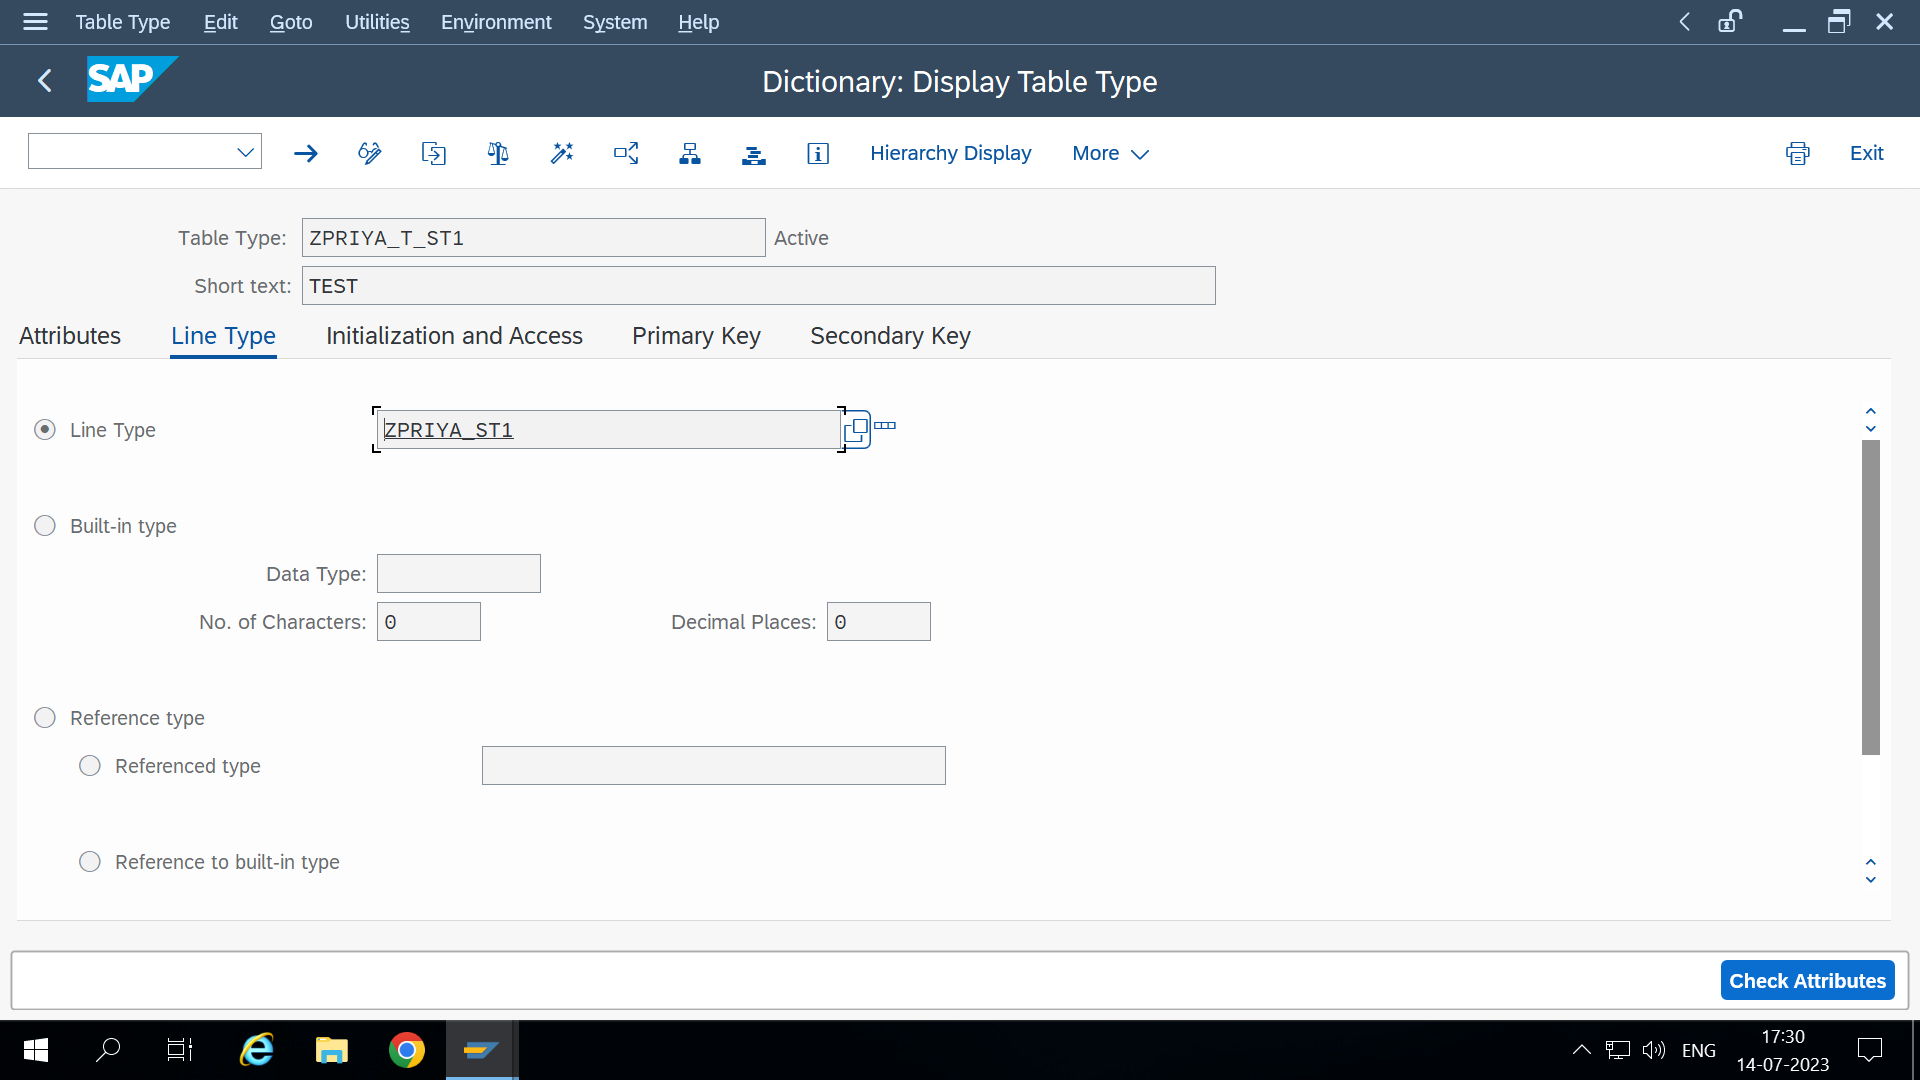 Table Type Edit Goto Utilities Environment System Help
SAP Dictionary: Display Table Type
Hierarchy Display More Exit
Table Type: ZPRIYA_T_ST1 Active
Short text: TEST
Attributes Line Type Initialization and Access Primary Key Secondary Key
Line Type ZPRIYA_ST1
Built-in type
Data Type:
No. of Characters: 0 Decimal Places: 0
Reference type
Referenced type
Reference to built-in type
Check Attributes
ENG 17:30
14-07-2023